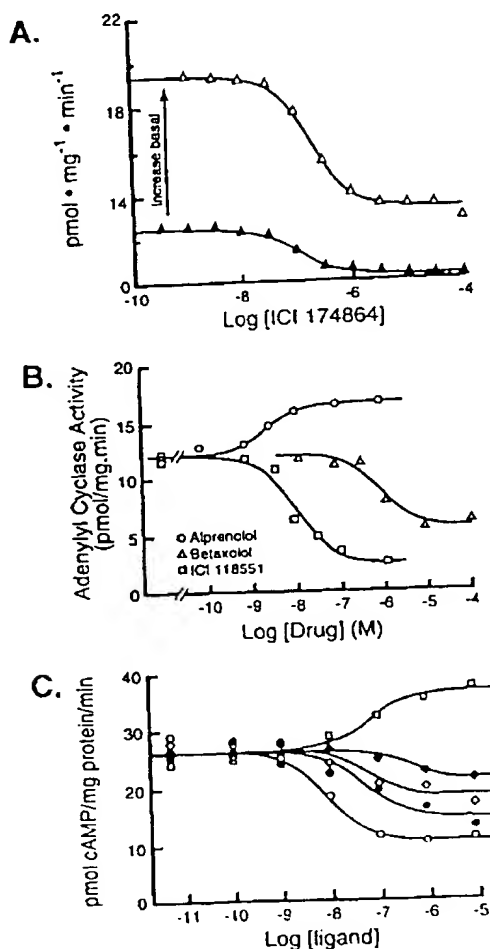 A.
pmol • mg⁻¹ • min⁻¹
22
18
14
0
Increase basal
-10 -8 -6 -4
Log [ICI 174864]
B.
Adenylyl Cyclase Activity
(pmol/mg.min)
20
15
10
5
0
○ Alprenolol
△ Betaxolol
□ ICI 118551
-10 -9 -8 -7 -6 -5 -4
Log [Drug] (M)
C.
pmol cAMP/mg protein/min
40
30
20
10
0
-11 -10 -9 -8 -7 -6 -5
Log [ligand]